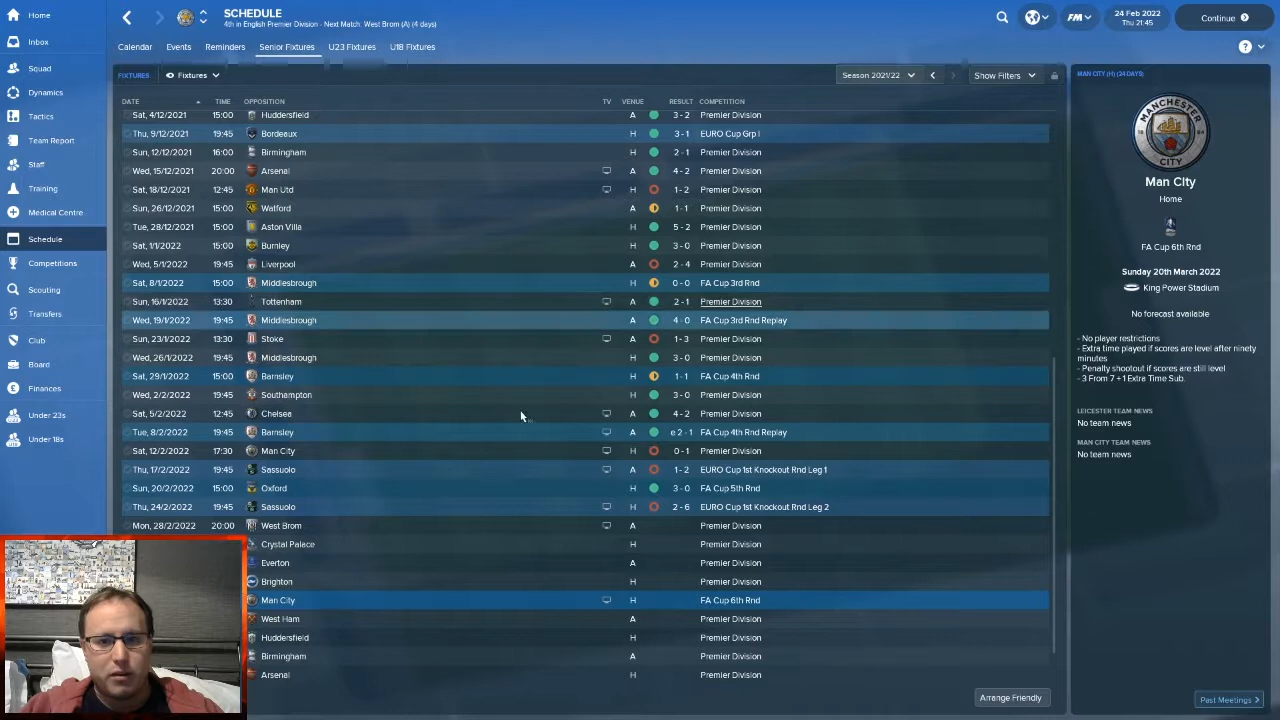 SCHEDULE
4th in English Premier Division - Next Match: West Brom (A) (4 days)
FM
24 Feb 2022
Thu 21:45
Continue
Home
Inbox
Squad
Dynamics
Tactics
Team Report
Staff
Training
Medical Centre
Schedule
Competitions
Scouting
Transfers
Club
Board
Finances
Under 23s
Under 18s
Calendar Events Reminders Senior Fixtures U23 Fixtures U18 Fixtures
?
FIXTURES Fixtures Season 2021/22 Show Filters
DATE TIME OPPOSITION TV VENUE RESULT COMPETITION
Sat, 4/12/2021 15:00 Huddersfield A 3 - 2 Premier Division
Thu, 9/12/2021 19:45 Bordeaux H 3 - 1 EURO Cup Grp I
Sun, 12/12/2021 16:00 Birmingham H 2 - 1 Premier Division
Wed, 15/12/2021 20:00 Arsenal A 4 - 2 Premier Division
Sat, 18/12/2021 12:45 Man Utd H 1 - 2 Premier Division
Sun, 26/12/2021 15:00 Watford A 1 - 1 Premier Division
Tue, 28/12/2021 15:00 Aston Villa H 5 - 2 Premier Division
Sat, 1/1/2022 15:00 Burnley H 3 - 0 Premier Division
Wed, 5/1/2022 19:45 Liverpool A 2 - 4 Premier Division
Sat, 8/1/2022 15:00 Middlesbrough H 0 - 0 FA Cup 3rd Rnd
Sun, 16/1/2022 13:30 Tottenham A 2 - 1 Premier Division
Wed, 19/1/2022 19:45 Middlesbrough A 4 - 0 FA Cup 3rd Rnd Replay
Sun, 23/1/2022 13:30 Stoke A 1 - 3 Premier Division
Wed, 26/1/2022 19:45 Middlesbrough H 3 - 0 Premier Division
Sat, 29/1/2022 15:00 Barnsley H 1 - 1 FA Cup 4th Rnd
Wed, 2/2/2022 19:45 Southampton H 3 - 0 Premier Division
Sat, 5/2/2022 12:45 Chelsea A 4 - 2 Premier Division
Tue, 8/2/2022 19:45 Barnsley A e 2 - 1 FA Cup 4th Rnd Replay
Sat, 12/2/2022 17:30 Man City H 0 - 1 Premier Division
Thu, 17/2/2022 19:45 Sassuolo A 1 - 2 EURO Cup 1st Knockout Rnd Leg 1
Sun, 20/2/2022 15:00 Oxford H 3 - 0 FA Cup 5th Rnd
Thu, 24/2/2022 19:45 Sassuolo H 2 - 6 EURO Cup 1st Knockout Rnd Leg 2
Mon, 28/2/2022 20:00 West Brom A Premier Division
Crystal Palace H Premier Division
Everton A Premier Division
Brighton H Premier Division
Man City H FA Cup 6th Rnd
West Ham A Premier Division
Huddersfield H Premier Division
Birmingham A Premier Division
Arsenal H Premier Division
Arrange Friendly
MAN CITY (H) (24 DAYS)
MANCHESTER
CITY
Man City
Home
FA Cup 6th Rnd
Sunday 20th March 2022
King Power Stadium
No forecast available
- No player restrictions
- Extra time played if scores are level after ninety
minutes
- Penalty shootout if scores are still level
- 3 From 7 + 1 Extra Time Sub.
LEICESTER TEAM NEWS
No team news
MAN CITY TEAM NEWS
No team news
Past Meetings